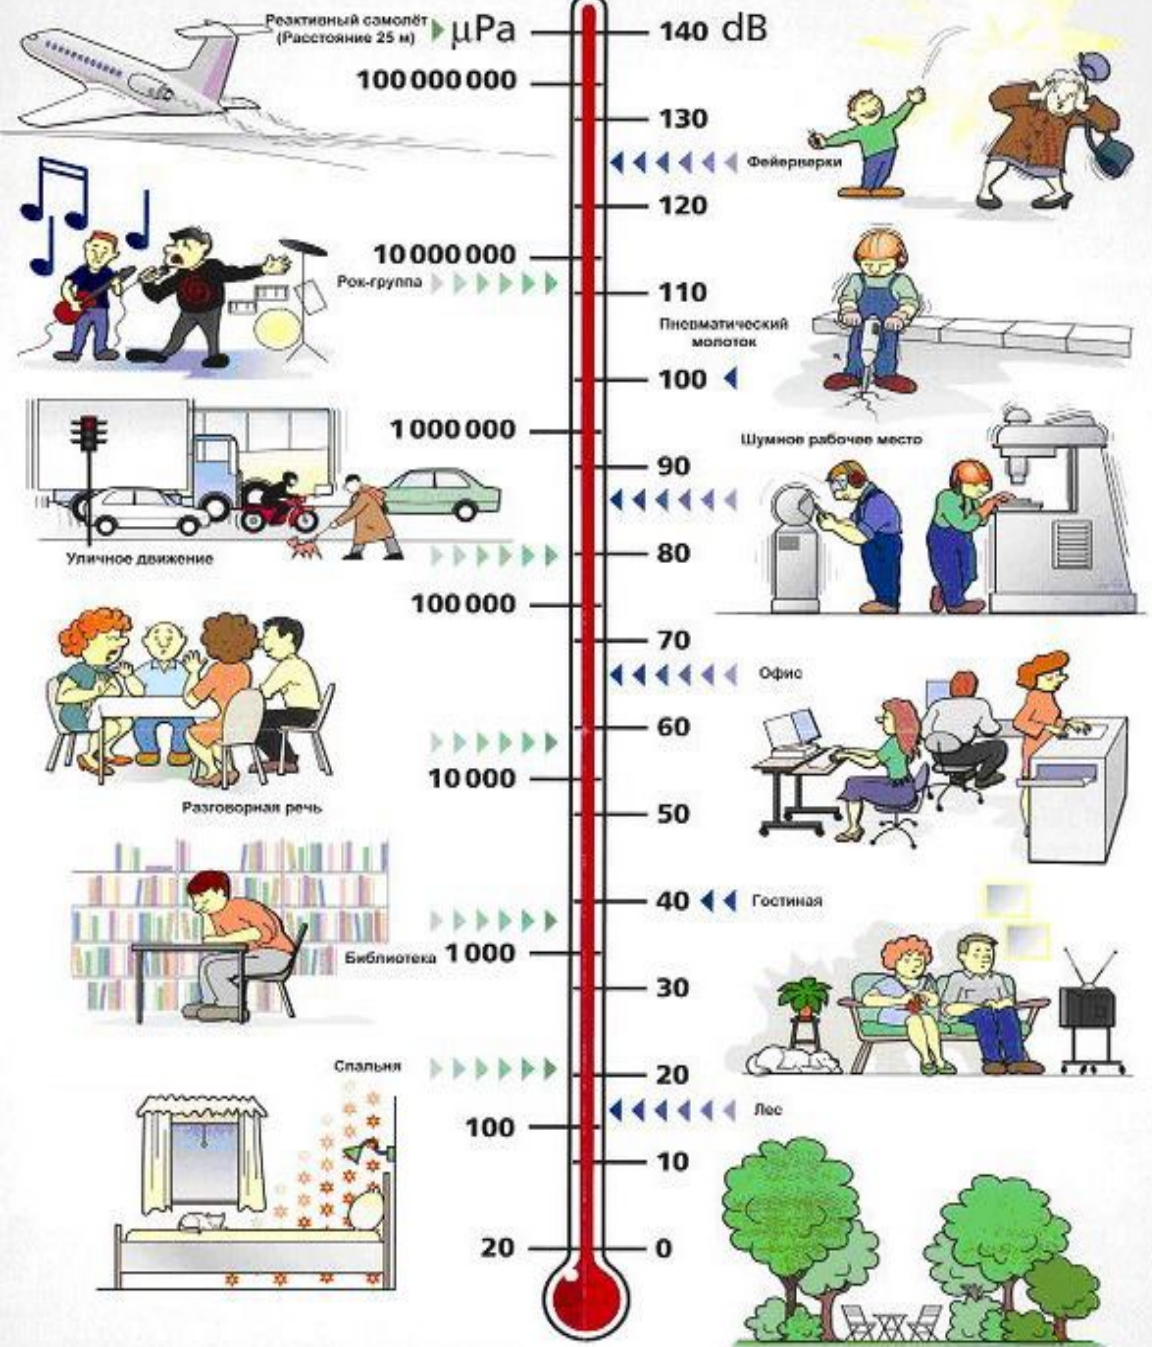 Реактивный самолёт
(Расстояние 25 м)
µPa
140 dB
100 000 000
130
Фейерверки
120
10 000 000
Рок-группа
110
Пневматический
молоток
100
1 000 000
Шумное рабочее место
90
Уличное движение
80
100 000
70
Офис
60
10 000
Разговорная речь
50
40
Гостиная
Библиотека
1 000
30
Спальня
20
Лес
100
10
20
0